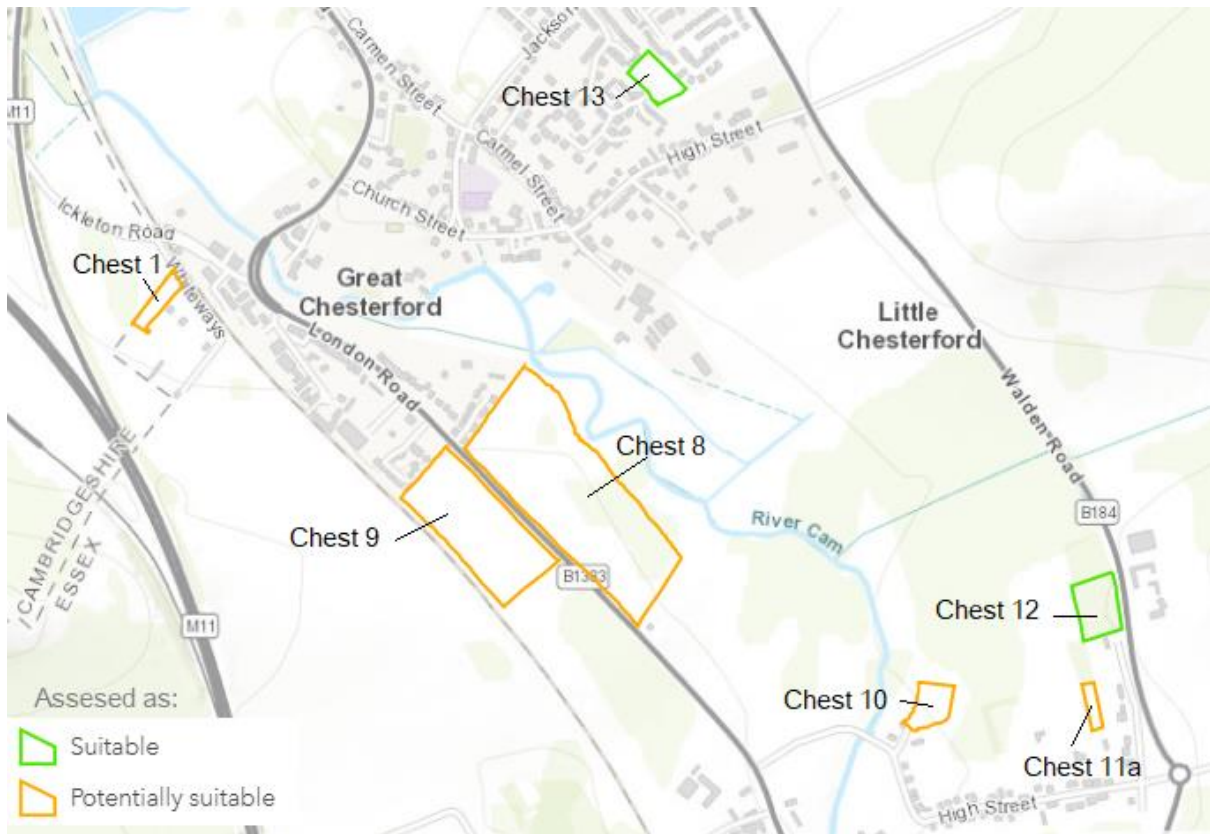 Carmen Street
Jackson
Chest 13
M11
High Street
Carmel Street
Church Street
Ickleton Road
Chest 1
Whiteways
Great
Chesterford
Little
Chesterford
London Road
Walden Road
Chest 8
B184
Chest 9
River Cam
CAMBRIDGESHIRE
ESSEX
B1383
M11
Chest 12
Chest 10
Chest 11a
High Street
Assesed as:
Suitable
Potentially suitable